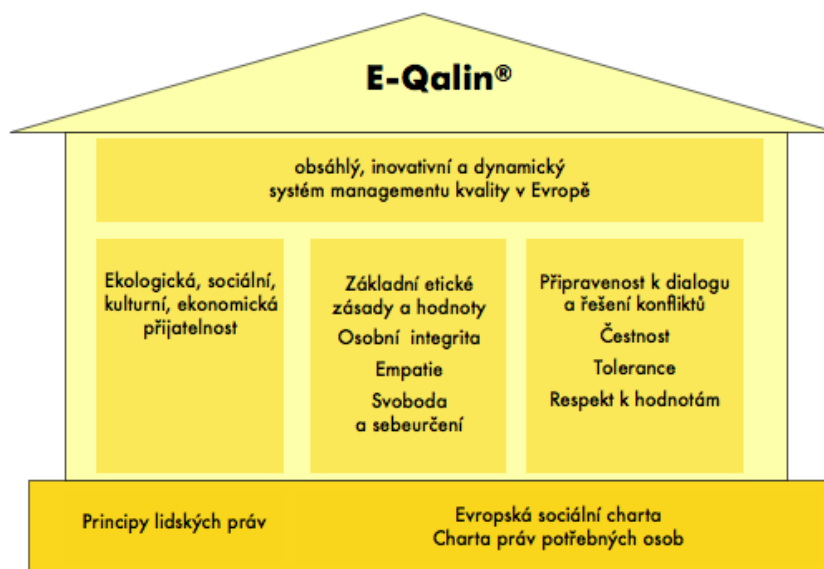 E-Qalin®
obsáhlý, inovativní a dynamický
systém managementu kvality v Evropě
Ekologická, sociální,
kulturní, ekonomická
přijatelnost
Základní etické
zásady a hodnoty
Osobní integrita
Empatie
Svoboda
a sebeurčení
Připravenost k dialogu
a řešení konfliktů
Čestnost
Tolerance
Respekt k hodnotám
Principy lidských práv
Evropská sociální charta
Charta práv potřebných osob